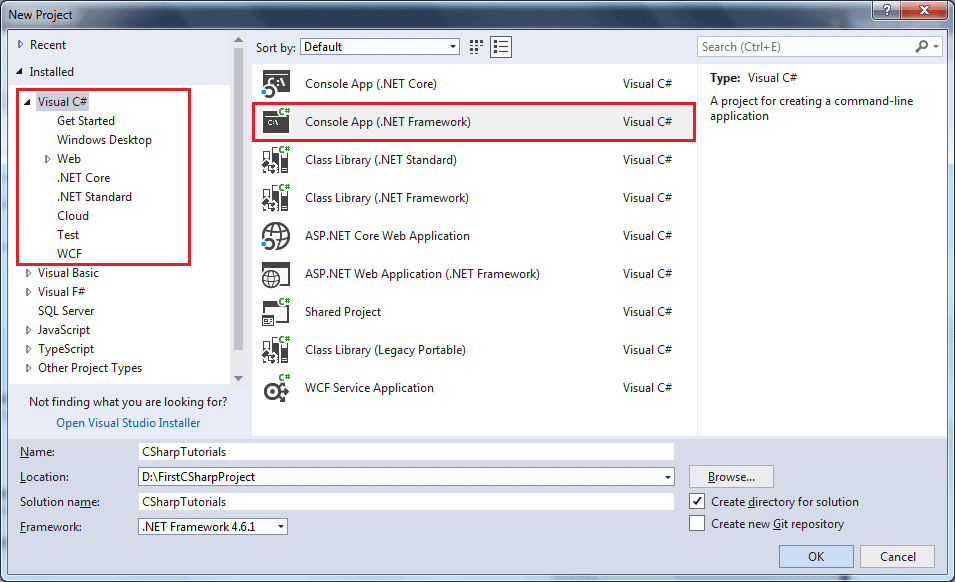 New Project
Recent
Installed
Visual C#
Get Started
Windows Desktop
Web
.NET Core
.NET Standard
Cloud
Test
WCF
Visual Basic
Visual F#
SQL Server
JavaScript
TypeScript
Other Project Types
Not finding what you are looking for?
Open Visual Studio Installer
Sort by: Default
Console App (.NET Core) Visual C#
Console App (.NET Framework) Visual C#
Class Library (.NET Standard) Visual C#
Class Library (.NET Framework) Visual C#
ASP.NET Core Web Application Visual C#
ASP.NET Web Application (.NET Framework) Visual C#
Shared Project Visual C#
Class Library (Legacy Portable) Visual C#
WCF Service Application Visual C#
Search (Ctrl+E)
Type: Visual C#
A project for creating a command-line
application
Name: CSharpTutorials
Location: D:\FirstCSharpProject
Browse...
Solution name: CSharpTutorials
Create directory for solution
Framework: .NET Framework 4.6.1
Create new Git repository
OK
Cancel